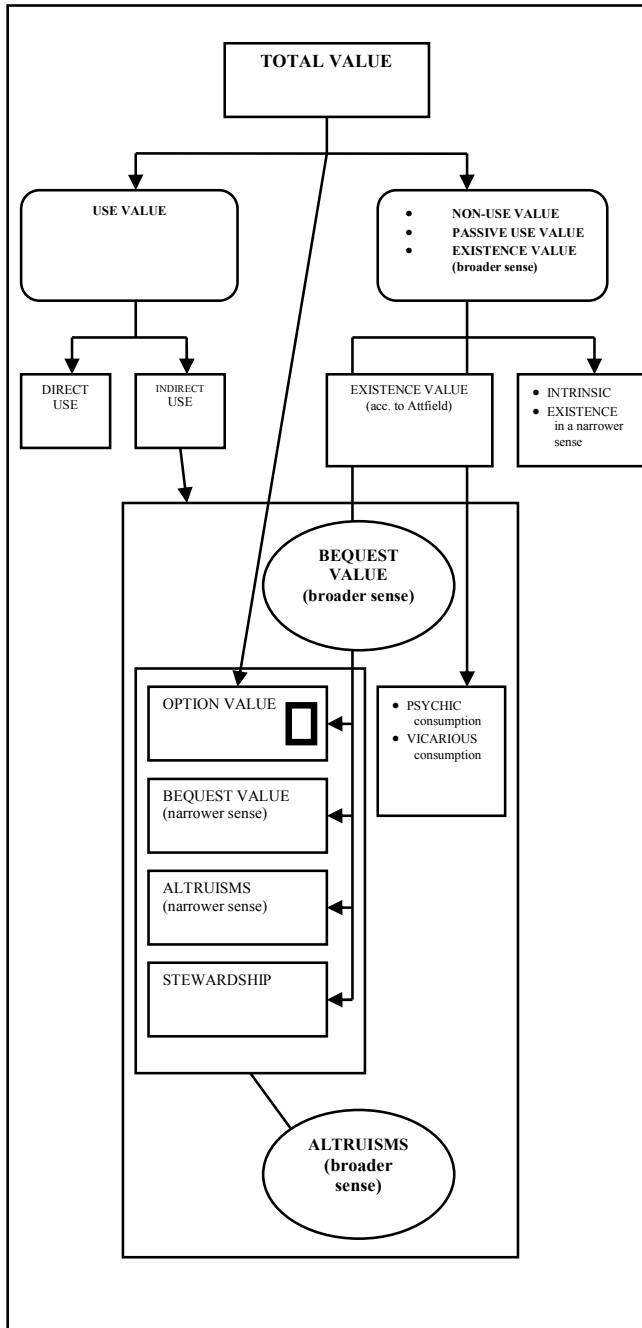 TOTAL VALUE
USE VALUE
• NON-USE VALUE
• PASSIVE USE VALUE
• EXISTENCE VALUE
(broader sense)
DIRECT
USE
INDIRECT
USE
EXISTENCE VALUE
(acc. to Attfield)
• INTRINSIC
• EXISTENCE
in a narrower
sense
BEQUEST
VALUE
(broader sense)
OPTION VALUE
BEQUEST VALUE
(narrower sense)
ALTRUISMS
(narrower sense)
STEWARDSHIP
• PSYCHIC
consumption
• VICARIOUS
consumption
ALTRUISMS
(broader
sense)